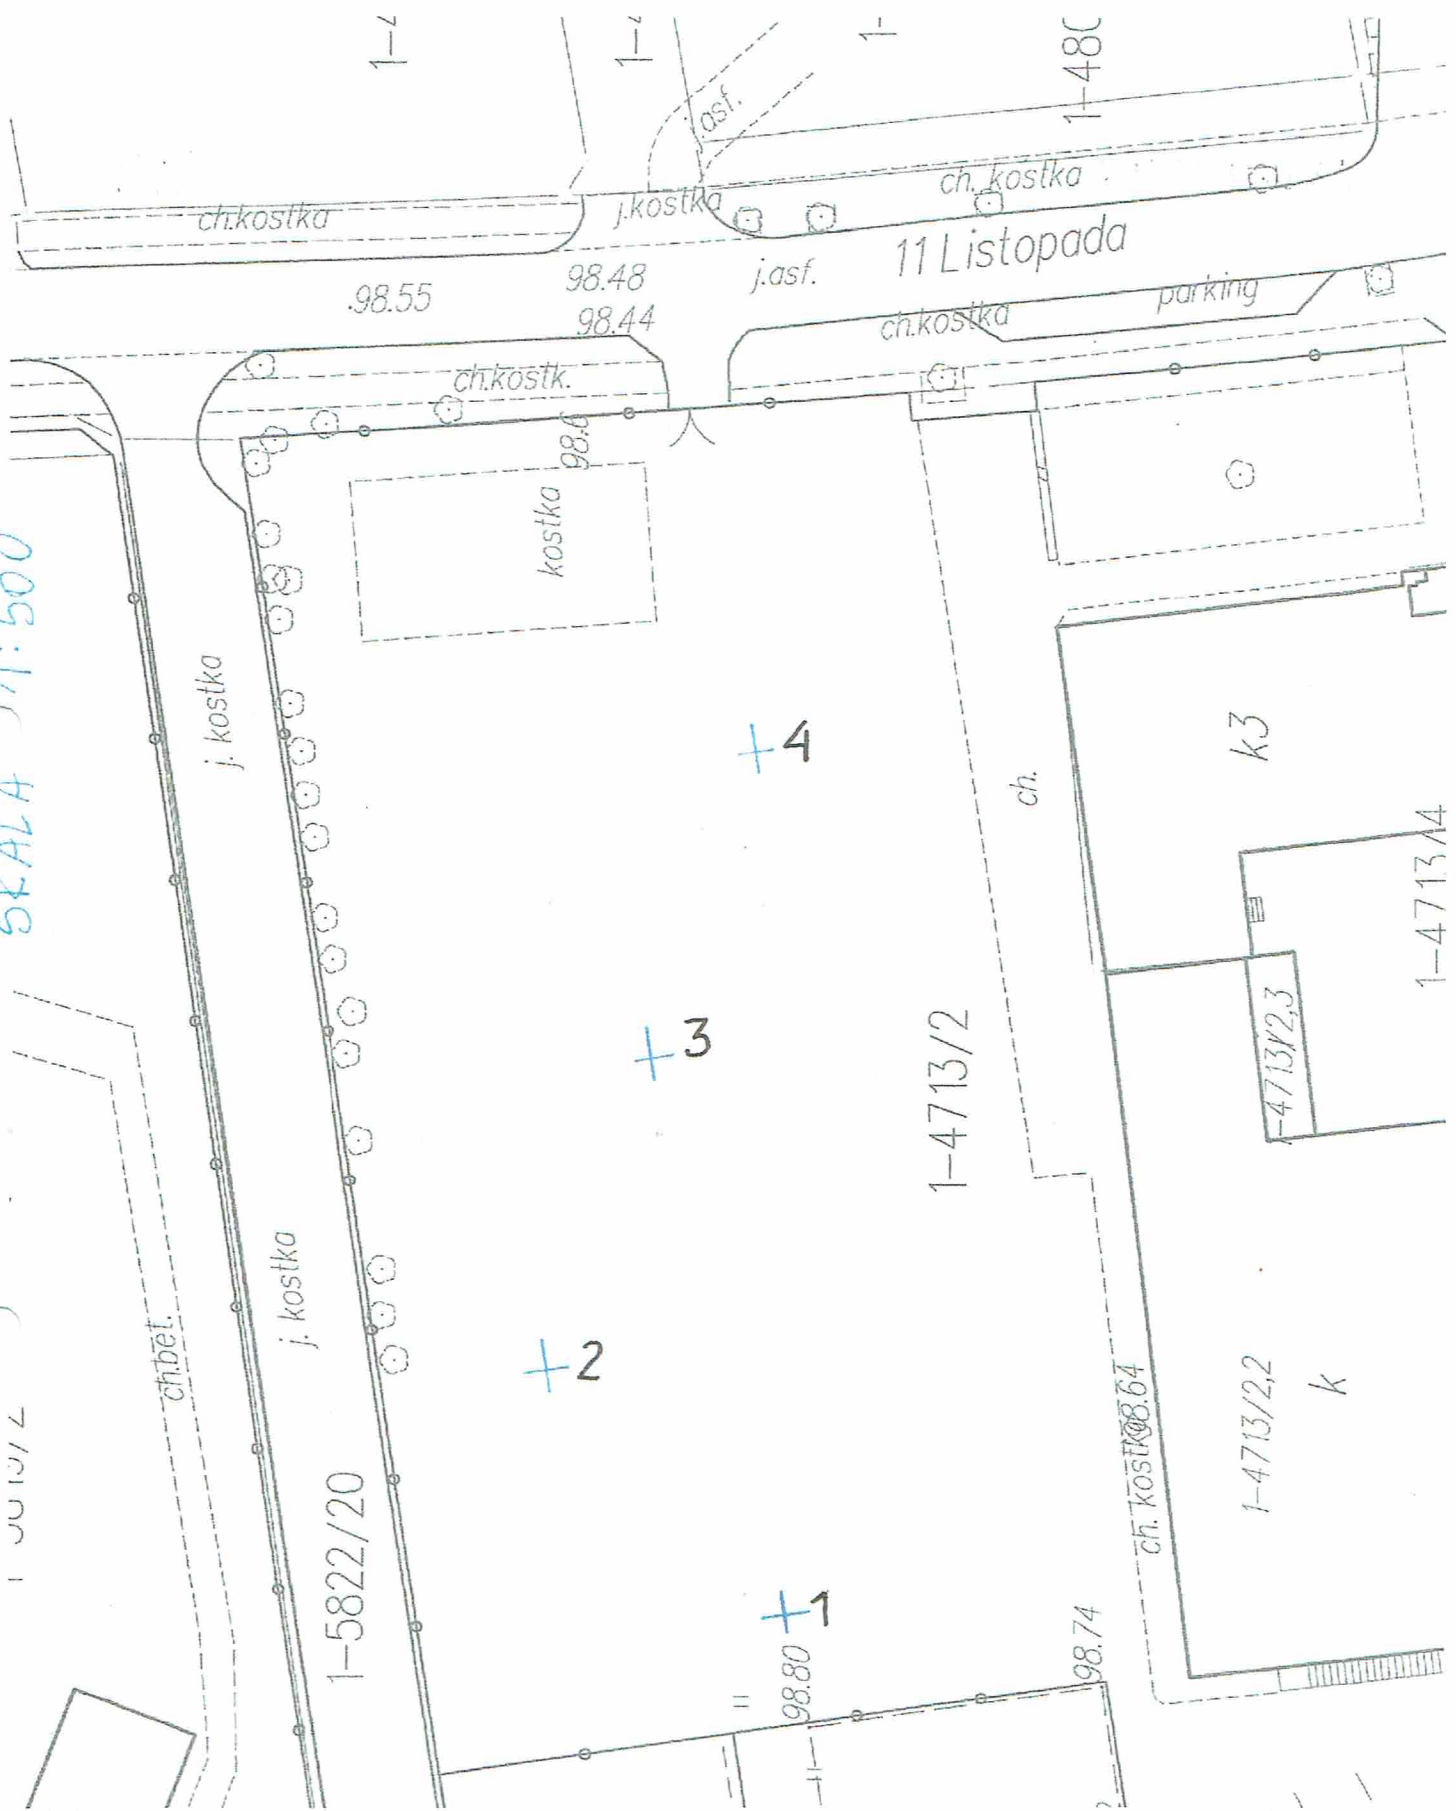 asf.
ch.kostka
j.kostka
ch. kostka
11 Listopada
j.asf.
98.55
98.48
98.44
parking
ch.kostka
ch.kostk.
kostka
SKALA 1:500
j. kostka
4
k3
ch.
1-4713/4
3
1-4713/2
1-4713/2,3
j. kostka
2
ch.bet.
98.64
ch. kostka
1-4713/2,2
k
1-5822/20
1
98.80
98.74